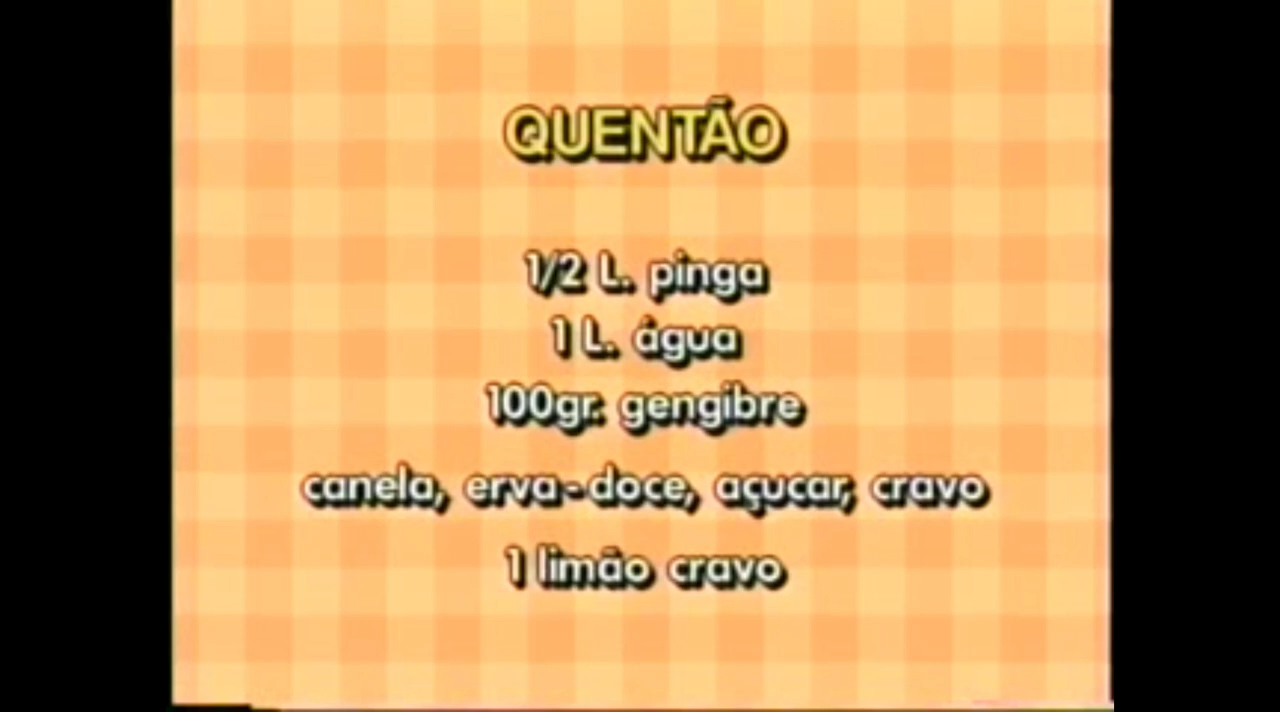 QUENTÃO
1/2 L. pinga
1 L. água
100gr. gengibre
canela, erva-doce, açucar, cravo
1 limão cravo